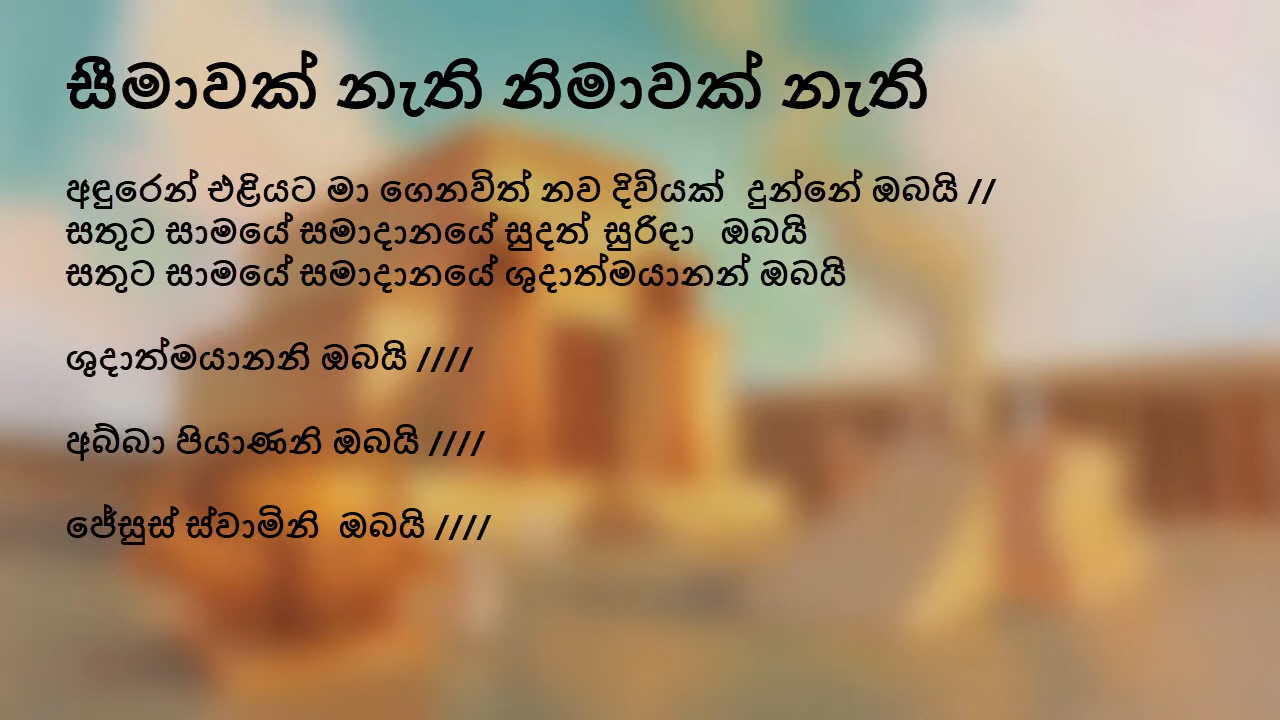 සීමාවක් නැති නිමාවක් නැති
අඳුරෙන් එළියට මා ගෙනවිත් නව දිවියක්  දුන්නේ ඔබයි //
සතුට සාමයේ සමාදානයේ සුදත් සුරිඳා   ඔබයි
සතුට සාමයේ සමාදානයේ ශුදාත්මයානන් ඔබයි
ශුදාත්මයානනි ඔබයි ////
අබ්බා පියාණනි ඔබයි ////
ජේසුස් ස්වාමිනි  ඔබයි ////